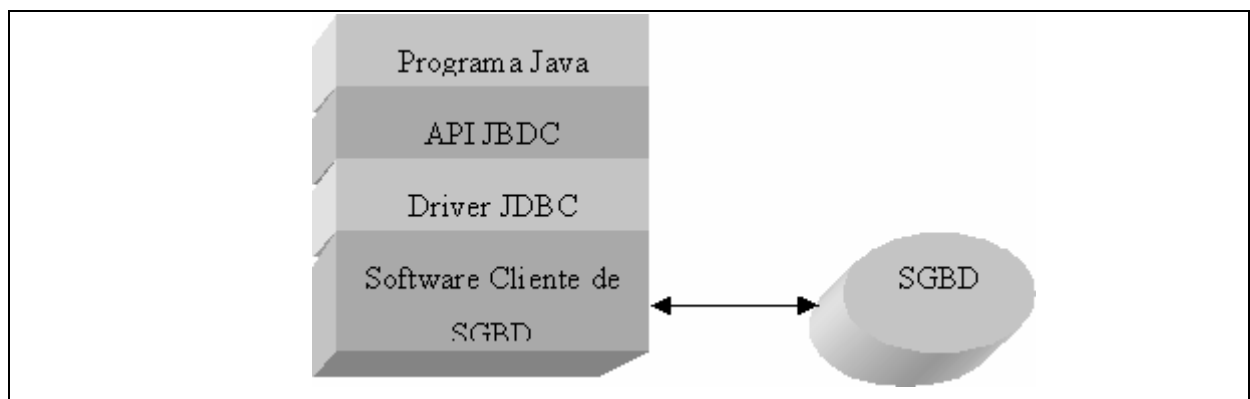 Programa Java
API JBDC
Driver JDBC
Software Cliente de
SGBD
SGBD